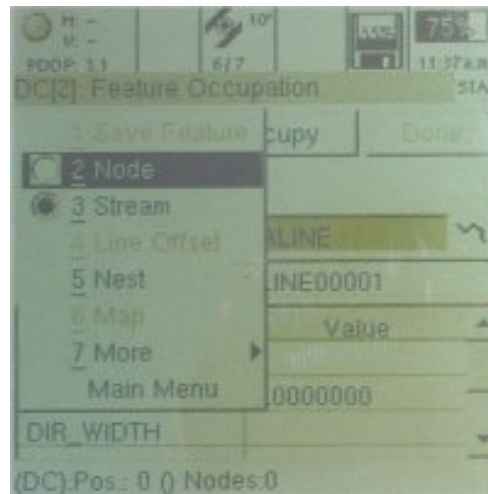 H: - 10°
V: - 75%
PDOP: 3.1 6/7 11:37 A.M
DC[2]: Feature Occupation STA
1 Save Feature cupy Done
2 Node
3 Stream
4 Line Offset ALINE
5 Nest LINE00001
6 Map Value
7 More
Main Menu .0000000
DIR_WIDTH
(DC):Pos.: 0 () Nodes:0